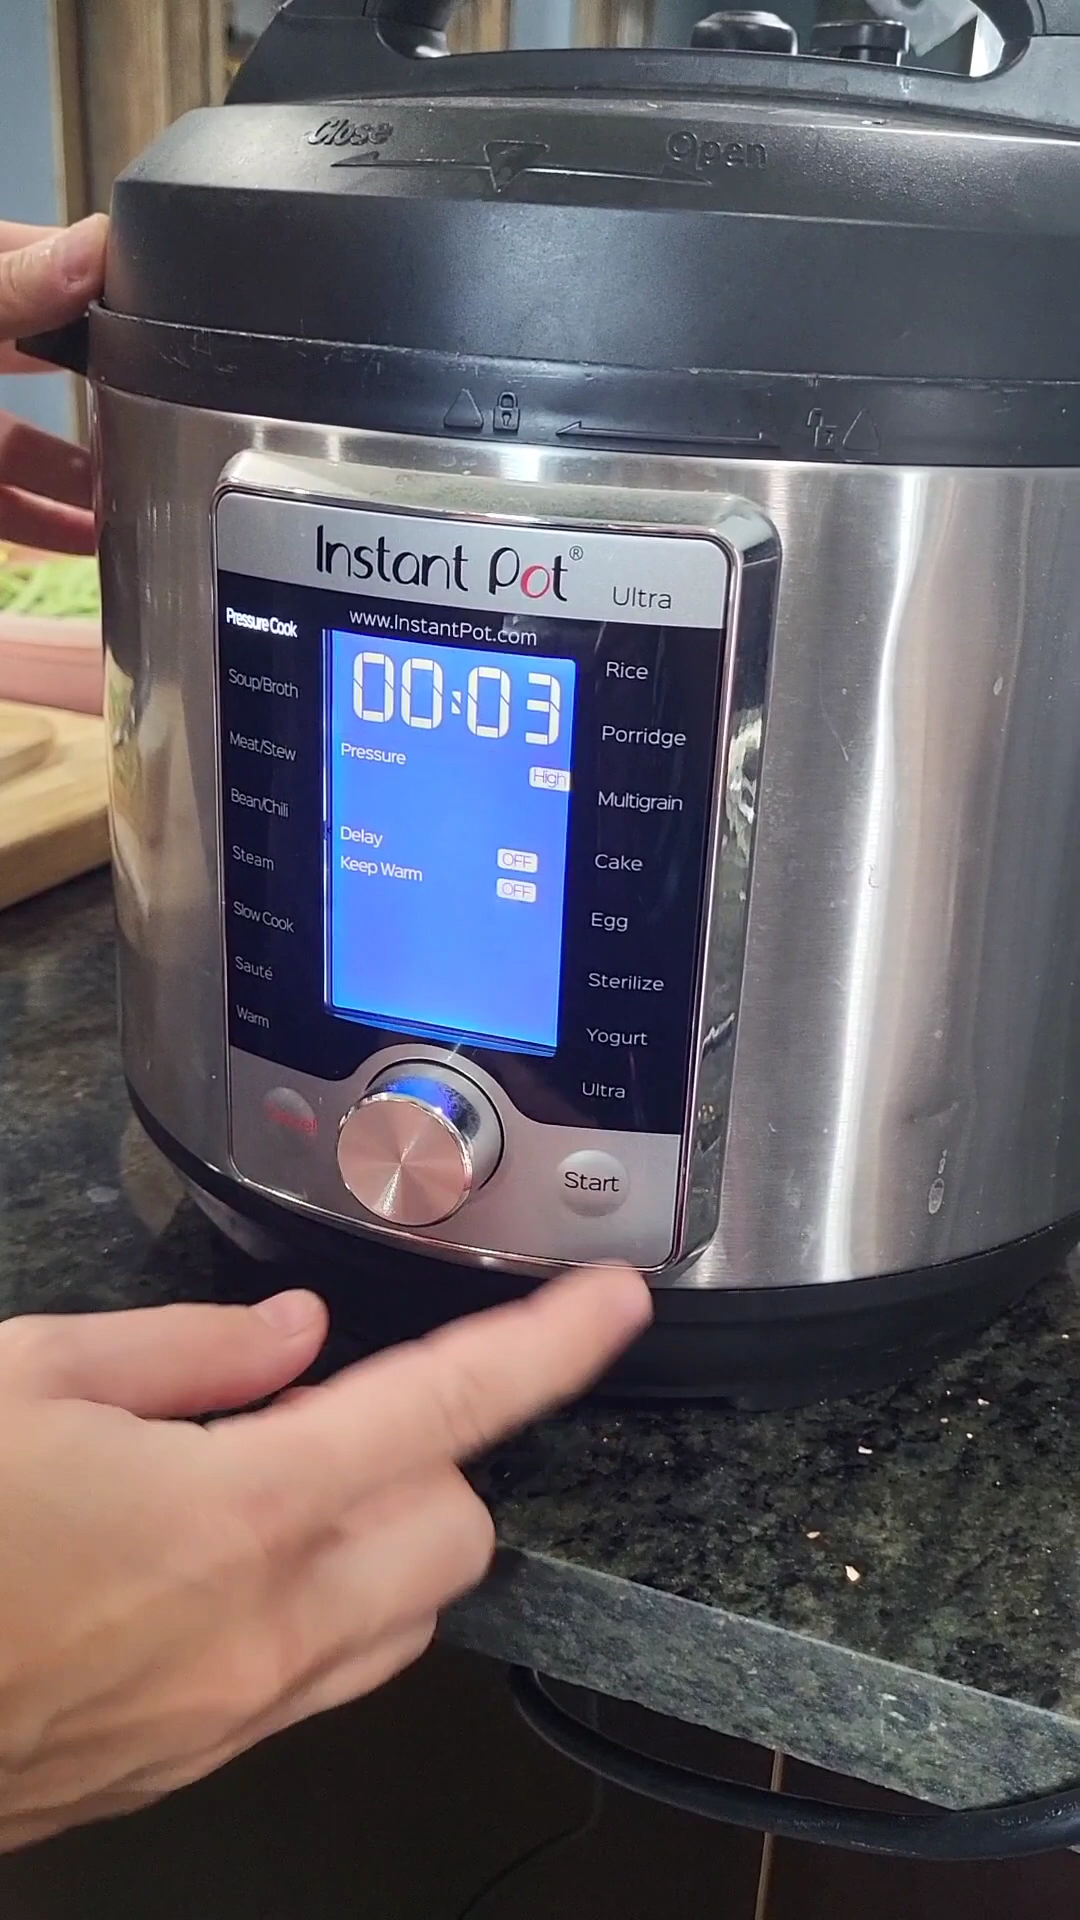 Close
Open
Instant Pot®
Ultra
www.InstantPot.com
Pressure Cook
Soup/Broth
Meat/Stew
Bean/Chili
Steam
Slow Cook
Sauté
Warm
00:03
Pressure
High
Delay
OFF
Keep Warm
OFF
Rice
Porridge
Multigrain
Cake
Egg
Sterilize
Yogurt
Ultra
Cancel
Start